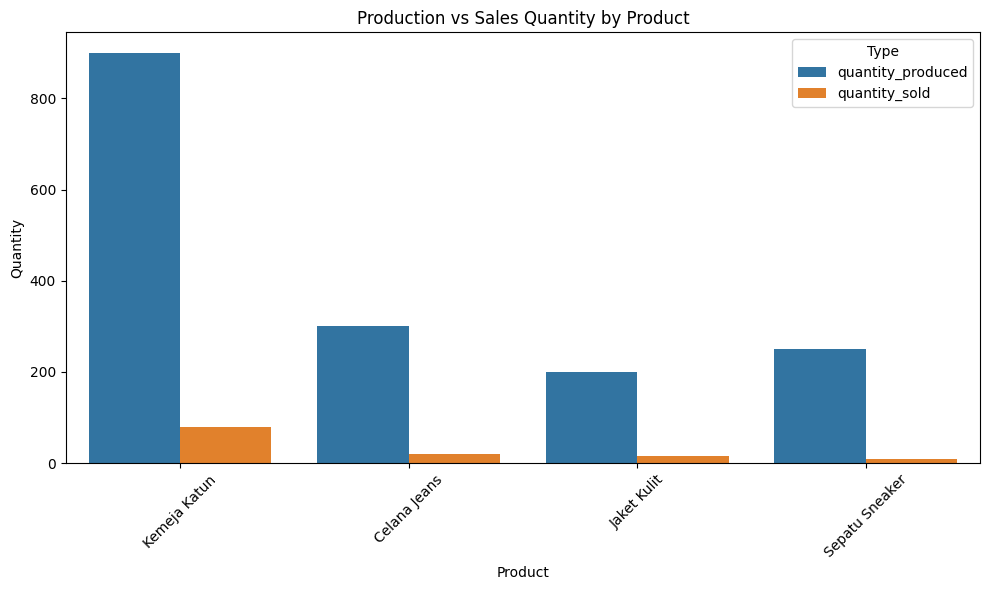 Production vs Sales Quantity by Product
Type
quantity_produced
quantity_sold
Quantity
800
600
400
200
0
Kemeja Katun
Celana Jeans
Jaket Kulit
Sepatu Sneaker
Product